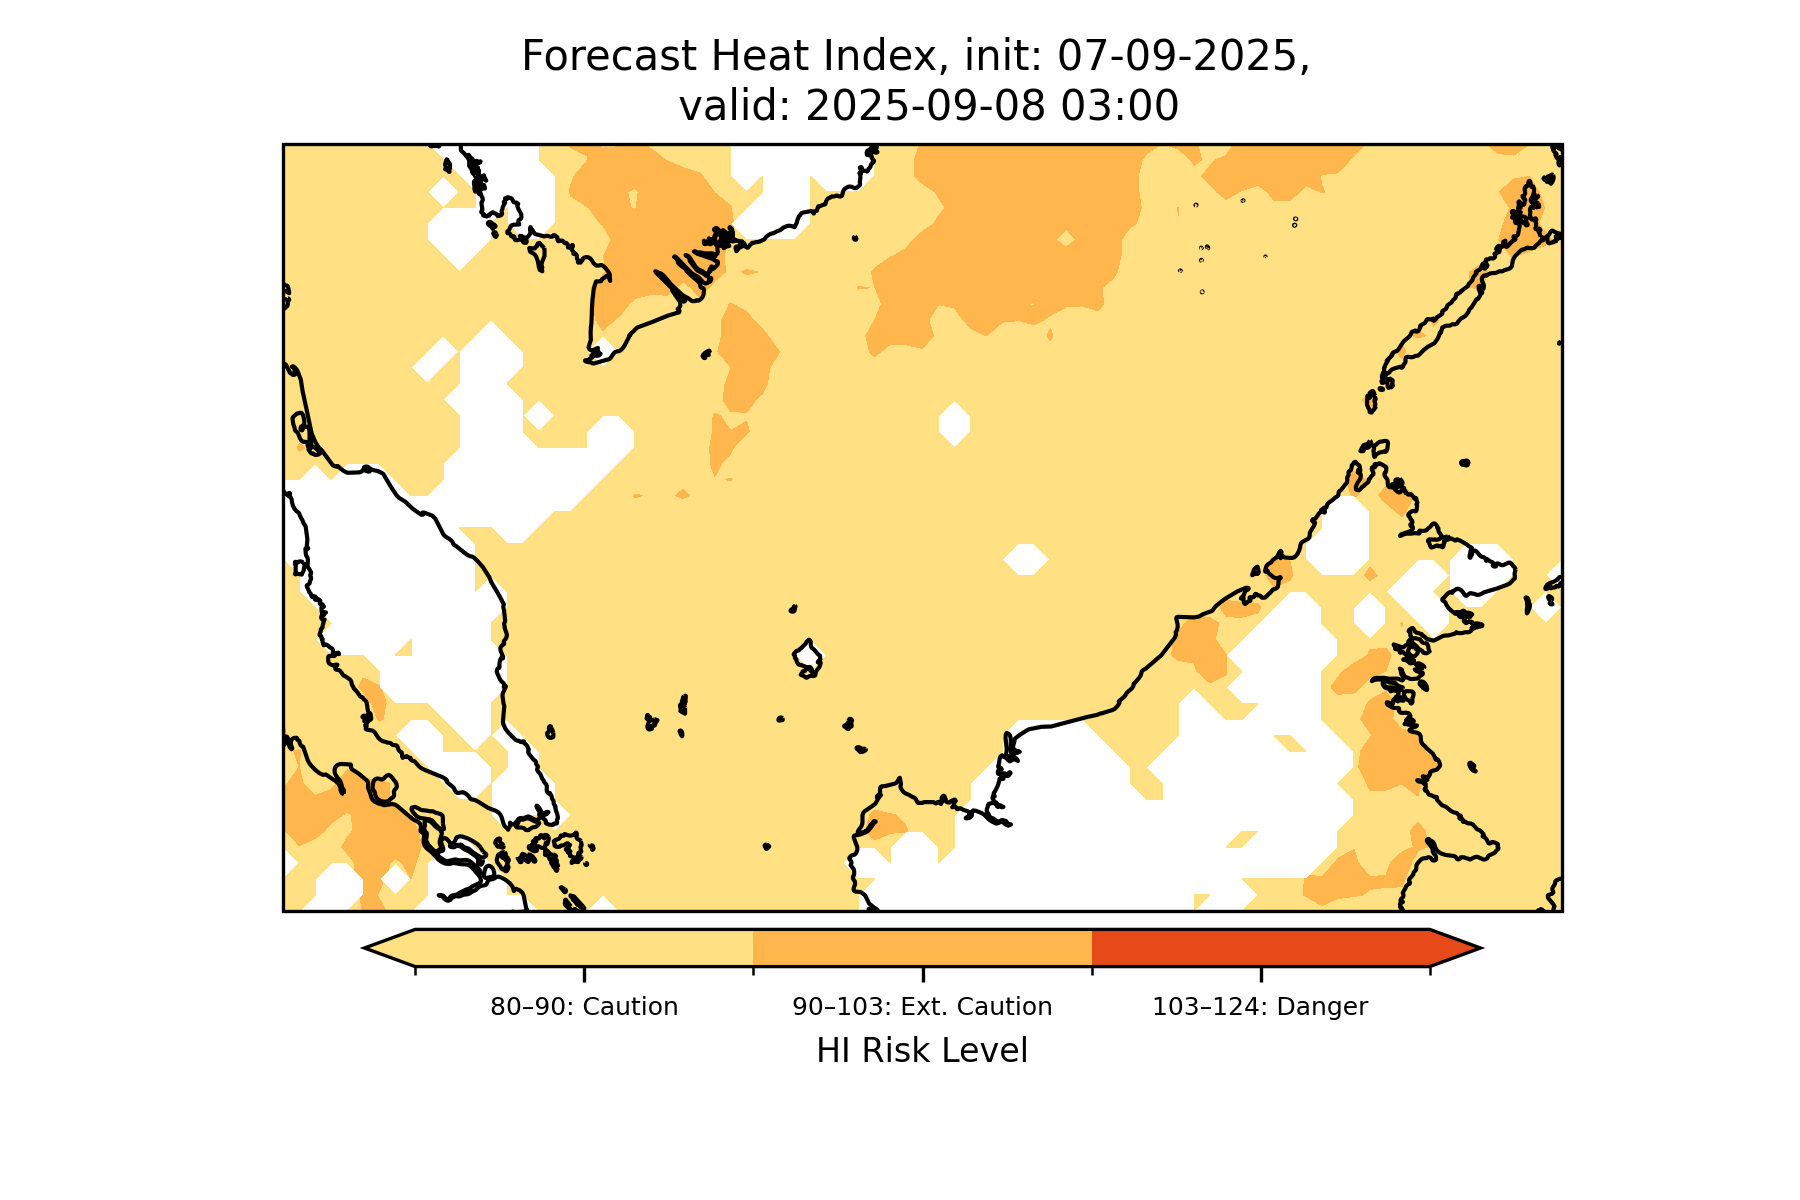 Forecast Heat Index, init: 07-09-2025,
valid: 2025-09-08 03:00
80–90: Caution
90–103: Ext. Caution
103–124: Danger
HI Risk Level